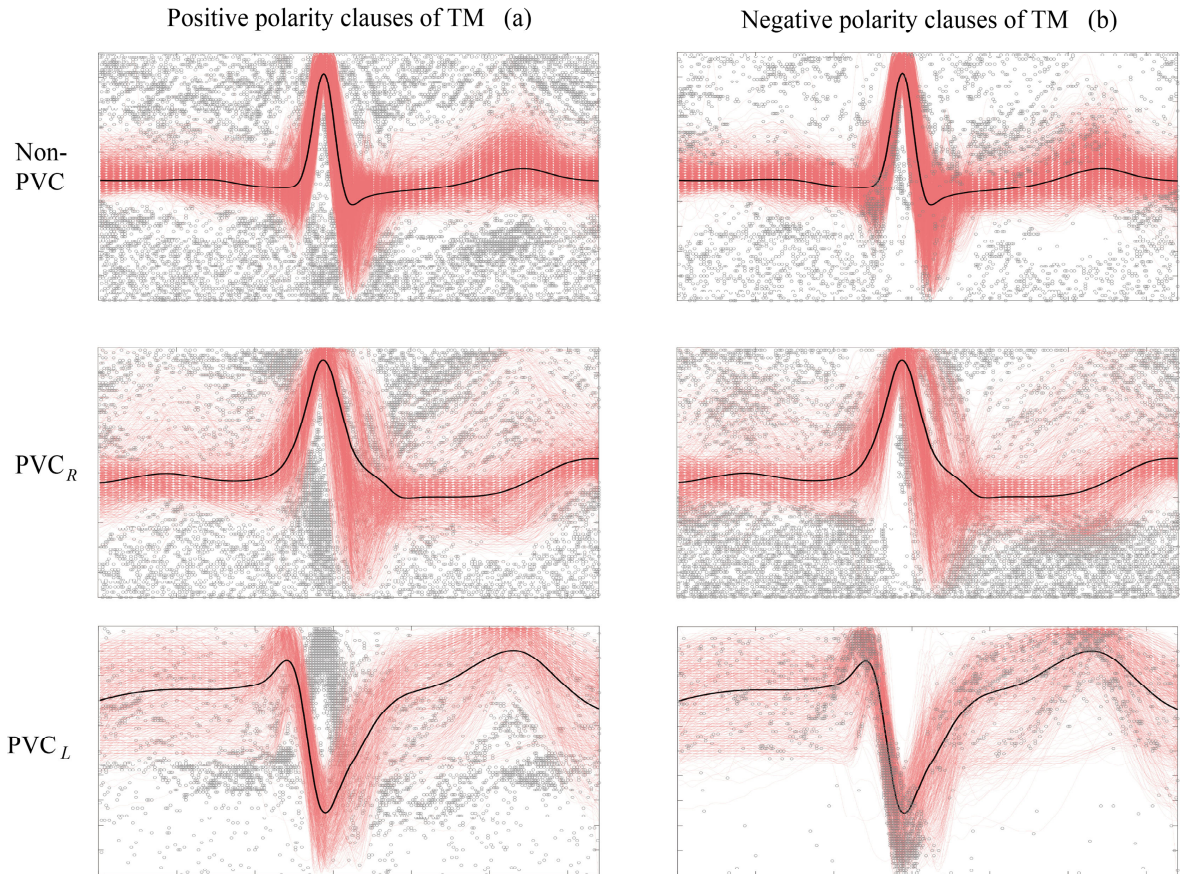 Positive polarity clauses of TM (a)
Negative polarity clauses of TM (b)
Non-
PVC
PVC R
PVC L